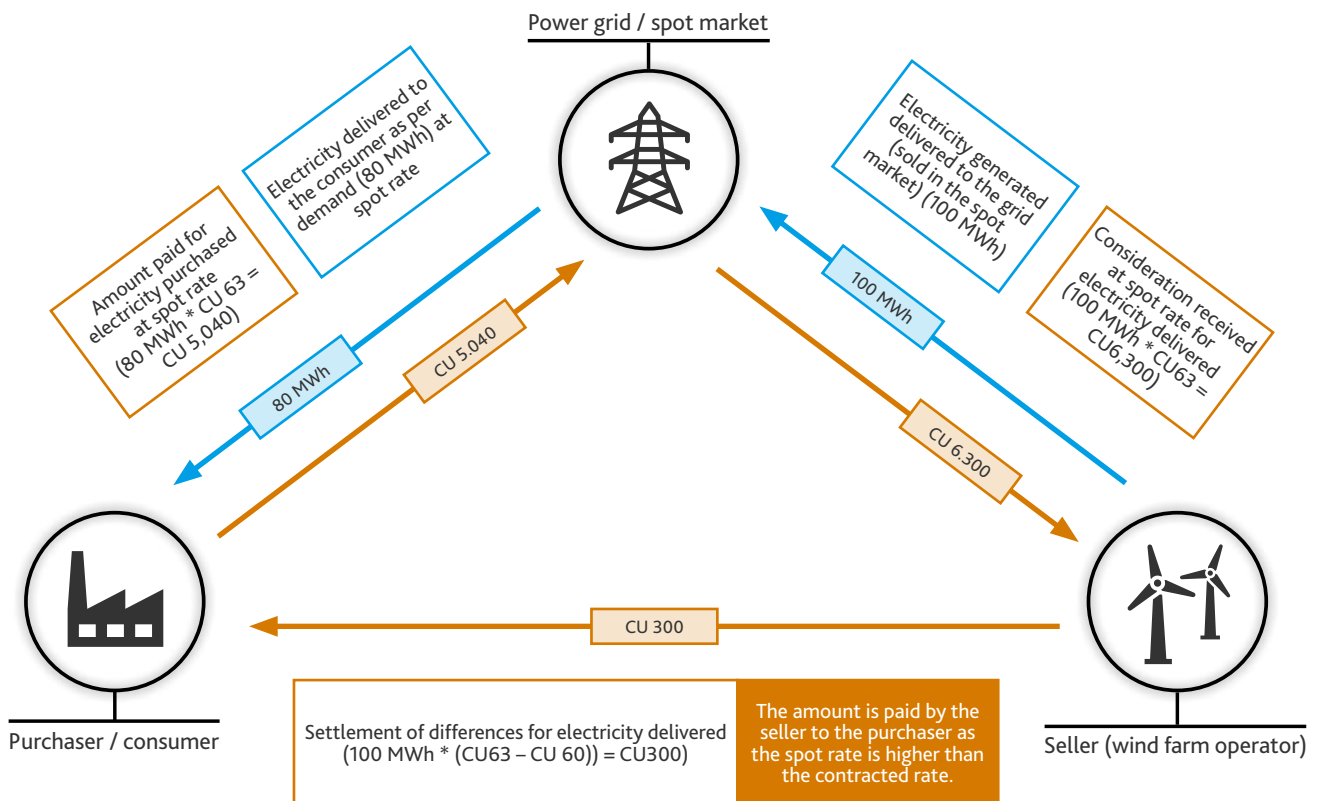 Power grid / spot market
Electricity delivered to
the consumer as per
demand (80 MWh) at
spot rate
Amount paid for
electricity purchased
at spot rate
(80 MWh * CU 63 =
CU 5,040)
80 MWh
CU 5.040
Electricity generated
delivered to the grid
(sold in the spot
market) (100 MWh)
Consideration received
at spot rate for
electricity delivered
(100 MWh * CU63 =
CU6,300)
100 MWh
CU 6.300
CU 300
Purchaser / consumer
Settlement of differences for electricity delivered
(100 MWh * (CU63 – CU 60)) = CU300)
The amount is paid by the
seller to the purchaser as
the spot rate is higher than
the contracted rate.
Seller (wind farm operator)